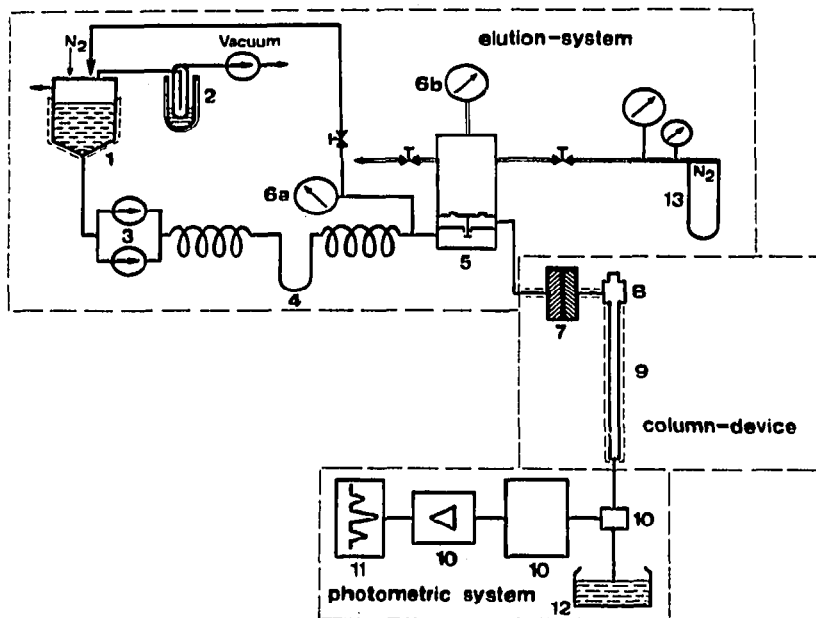 elution-system
N2
Vacuum
2
1
6b
N2
13
6a
3
4
5
7
8
9
column-device
10
10
10
11
12
photometric system